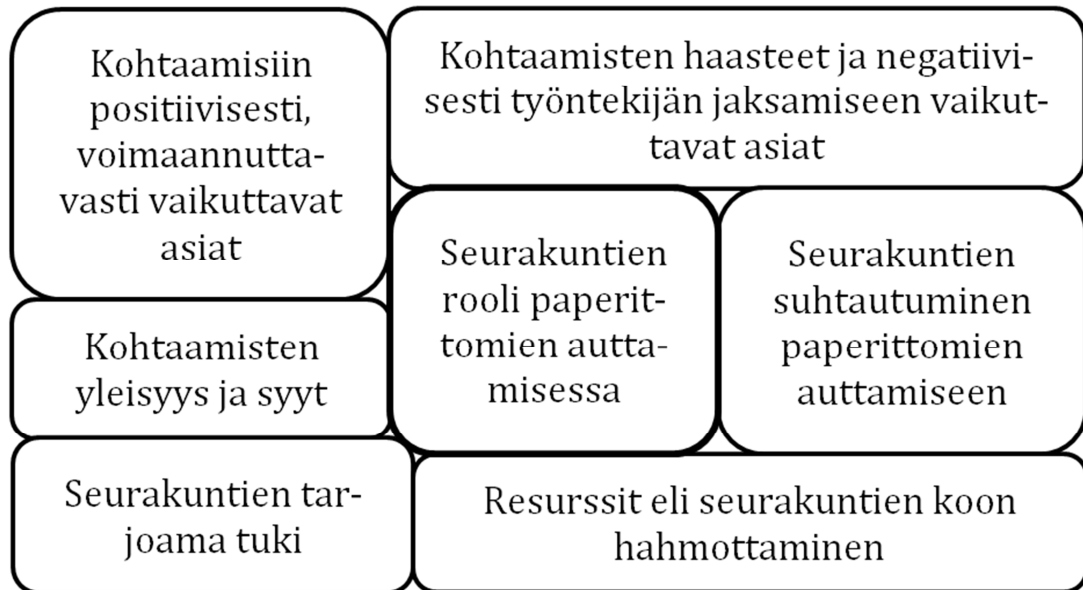 Kohtaamisiin
positiivisesti,
voimaannutta-
vasti vaikuttavat
asiat
Kohtaamisten haasteet ja negatiivi-
sesti työntekijän jaksamiseen vaikut-
tavat asiat
Seurakuntien
rooli paperit-
tomien autta-
misessa
Seurakuntien
suhtautuminen
paperittomien
auttamiseen
Kohtaamisten
yleisyys ja syyt
Seurakuntien tar-
joama tuki
Resurssit eli seurakuntien koon
hahmottaminen